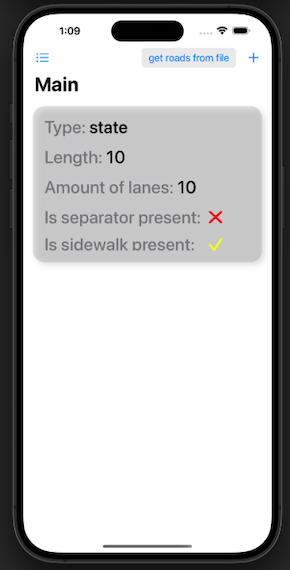 1:09
get roads from file
Main
Type: state
Length: 10
Amount of lanes: 10
Is separator present:
Is sidewalk present: